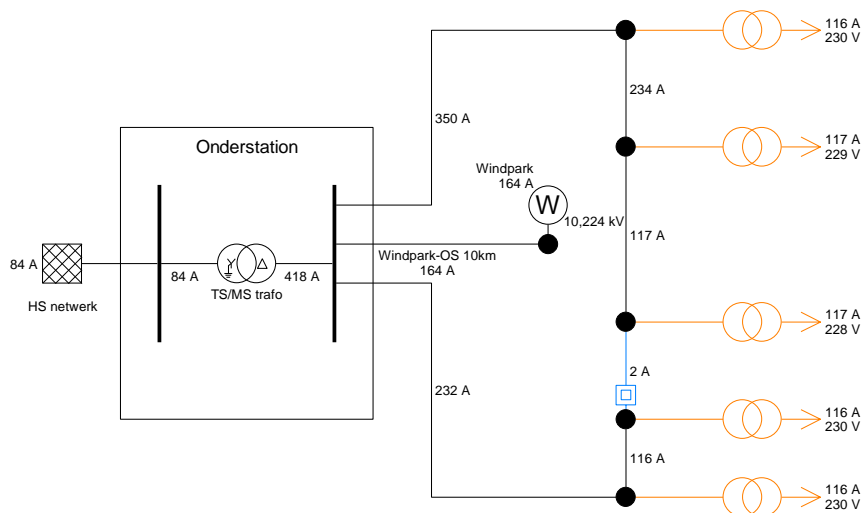 116 A
230 V
234 A
350 A
Onderstation
117 A
229 V
Windpark
164 A
W
10,224 kV
117 A
Windpark-OS 10km
164 A
84 A
84 A
418 A
TS/MS trafo
HS netwerk
117 A
228 V
2 A
232 A
116 A
230 V
116 A
116 A
230 V